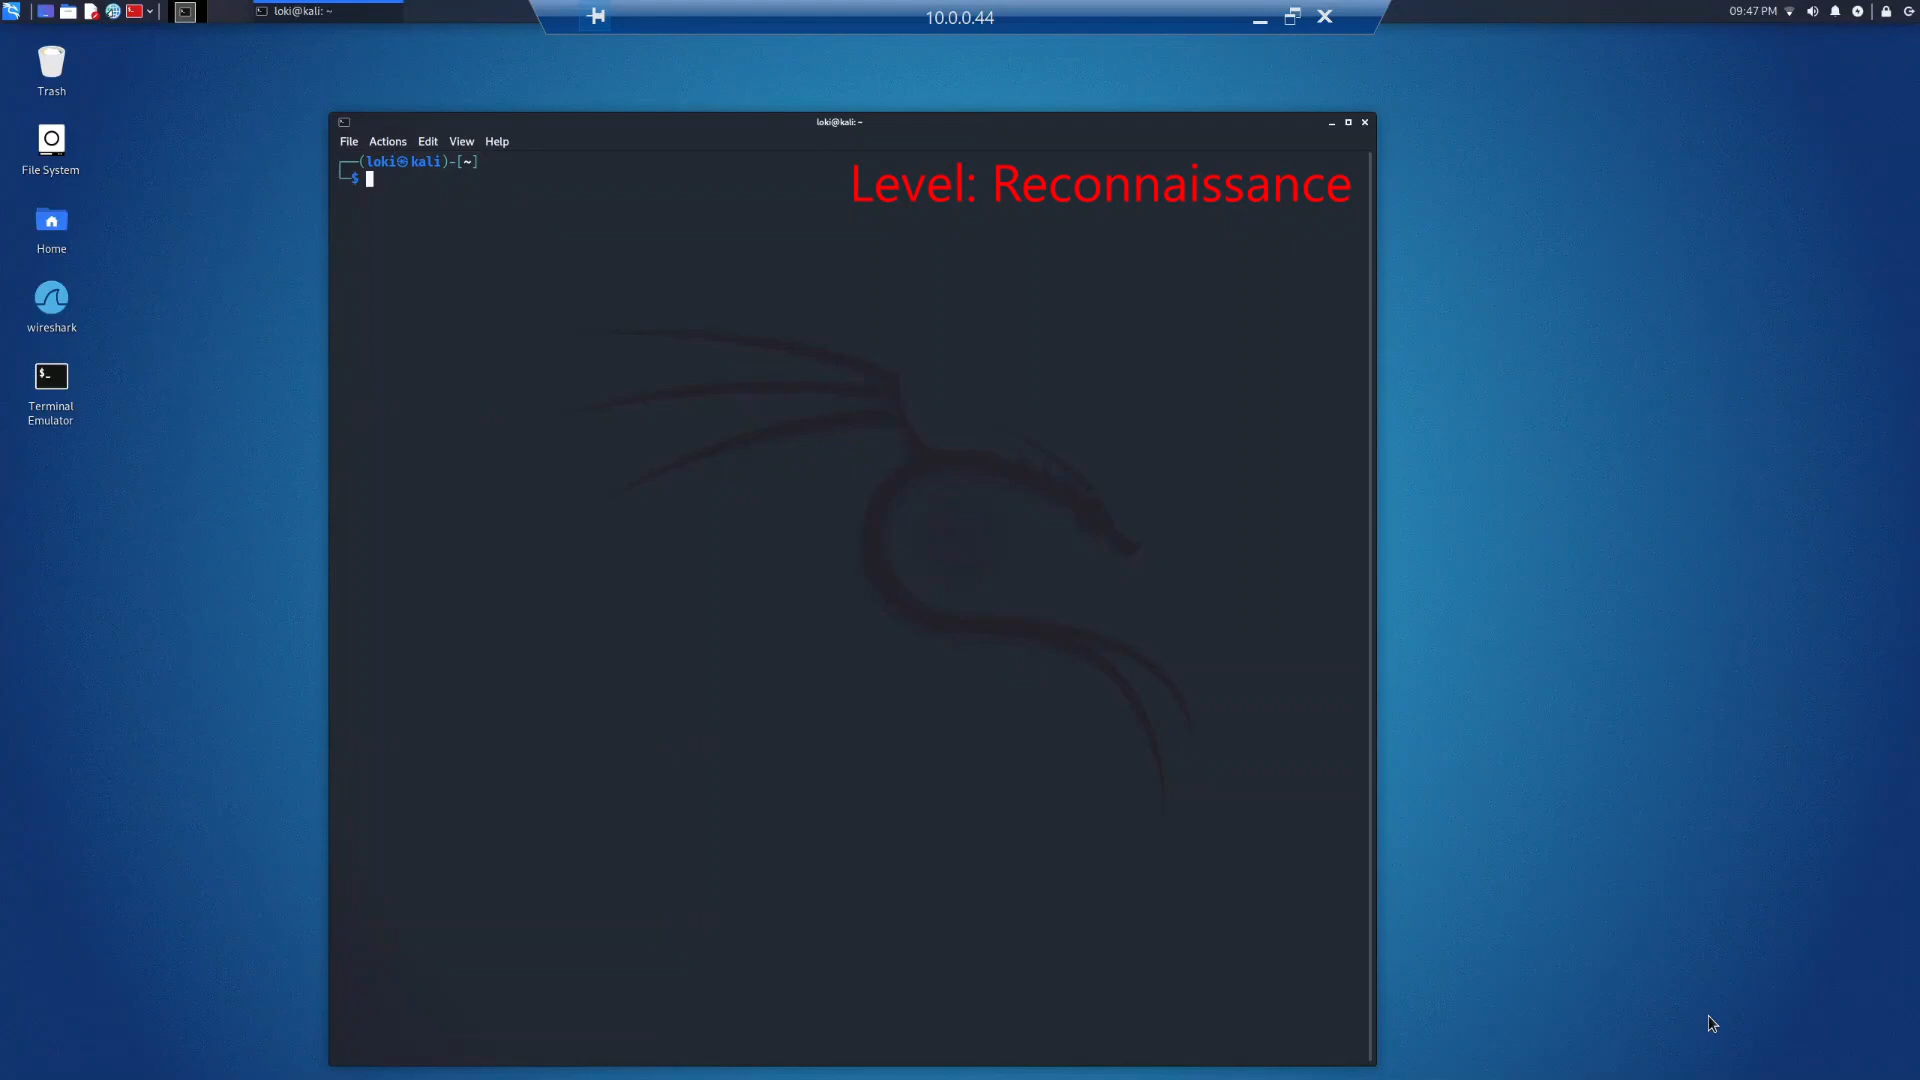 loki@kali: ~
10.0.0.44
09:47 PM
Trash
File System
Home
wireshark
Terminal
Emulator
loki@kali: ~
File Actions Edit View Help
┌──(loki㉿kali)-[~]
└─$
Level: Reconnaissance